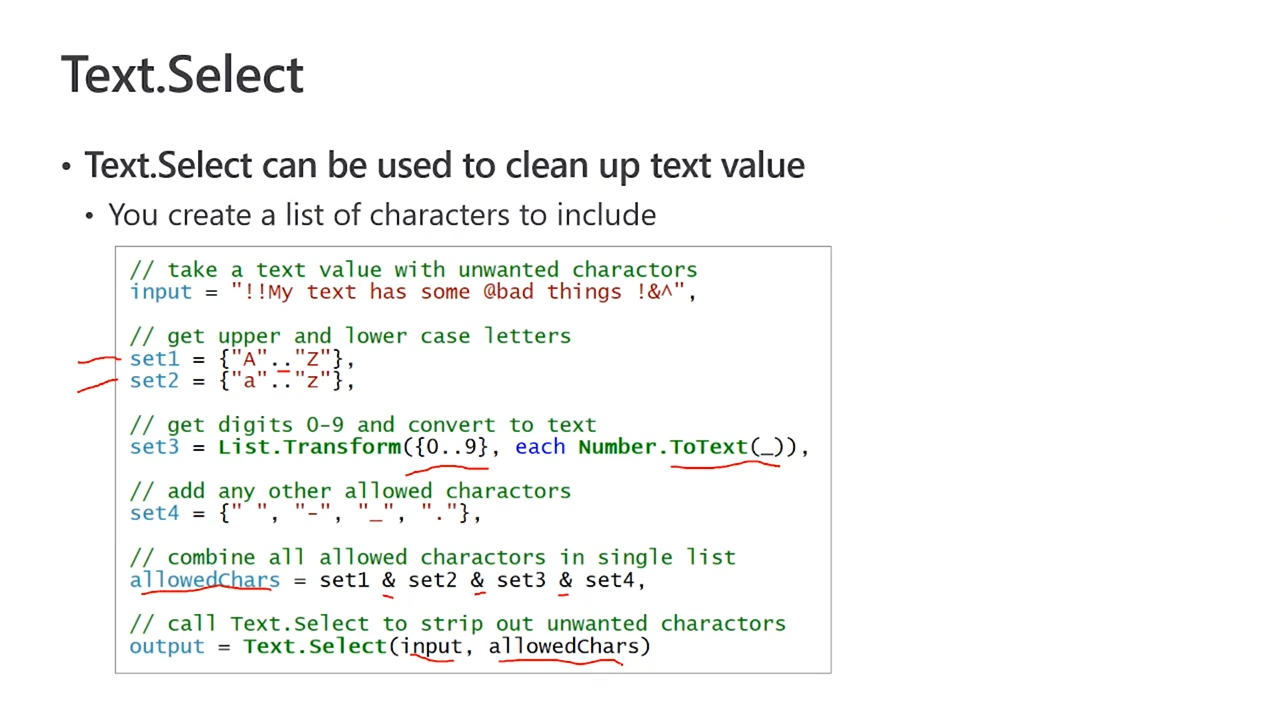 Text.Select
• Text.Select can be used to clean up text value
• You create a list of characters to include
// take a text value with unwanted charactors
input = "!!My text has some @bad things !&^",
// get upper and lower case letters
set1 = {"A".."Z"},
set2 = {"a".."z"},
// get digits 0-9 and convert to text
set3 = List.Transform({0..9}, each Number.ToText(_)),
// add any other allowed charactors
set4 = {" ", "-", "_", "."},
// combine all allowed charactors in single list
allowedChars = set1 & set2 & set3 & set4,
// call Text.Select to strip out unwanted charactors
output = Text.Select(input, allowedChars)